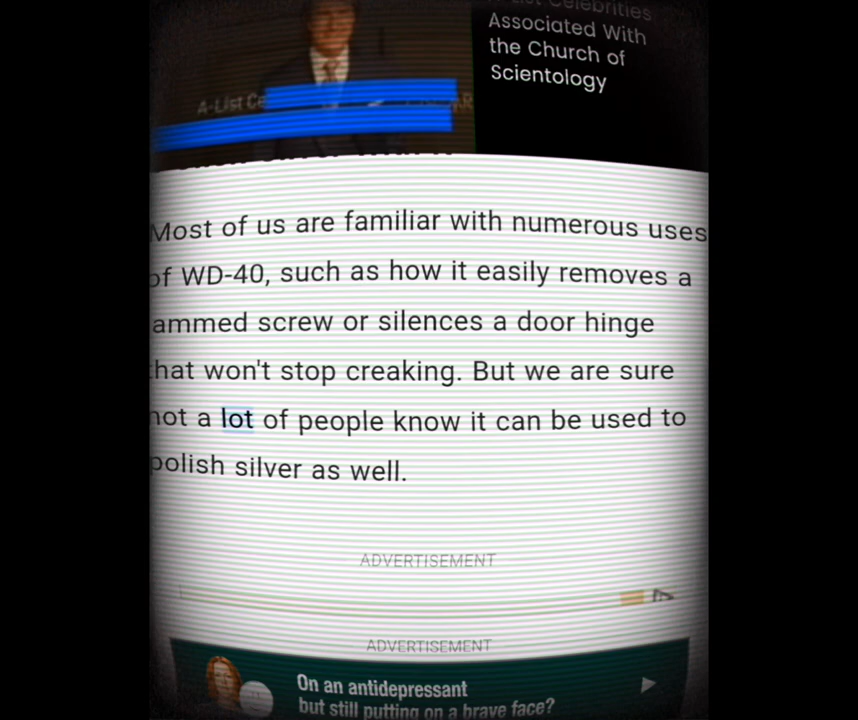 Celebrities
Associated With
the Church of
Scientology
A-List
Most of us are familiar with numerous uses
of WD-40, such as how it easily removes a
ammed screw or silences a door hinge
that won't stop creaking. But we are sure
not a lot of people know it can be used to
polish silver as well.
ADVERTISEMENT
ADVERTISEMENT
On an antidepressant
but still putting on a brave face?